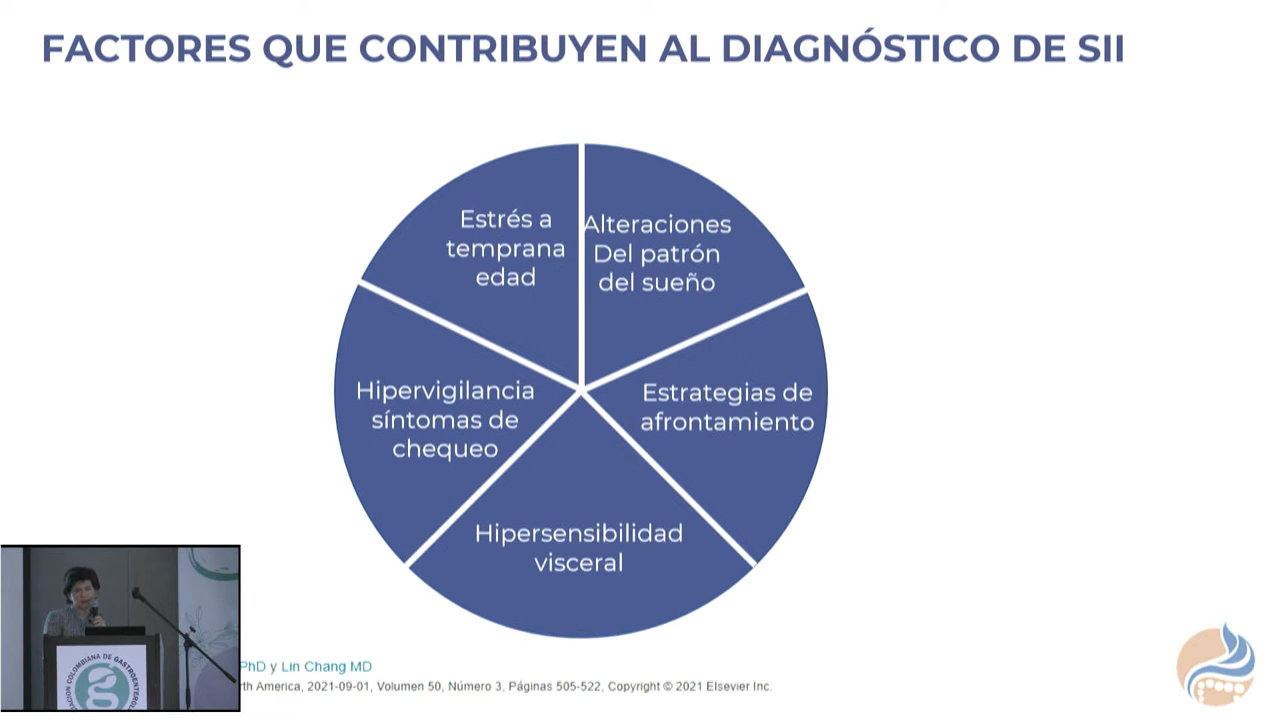 FACTORES QUE CONTRIBUYEN AL DIAGNÓSTICO DE SII
Estrés a
temprana
edad
Alteraciones
Del patrón
del sueño
Hipervigilancia
síntomas de
chequeo
Estrategias de
afrontamiento
Hipersensibilidad
visceral
PhD y Lin Chang MD
America, 2021-09-01, Volumen 50, Número 3, Páginas 505-522, Copyright © 2021 Elsevier Inc.
COLOMBIANA DE